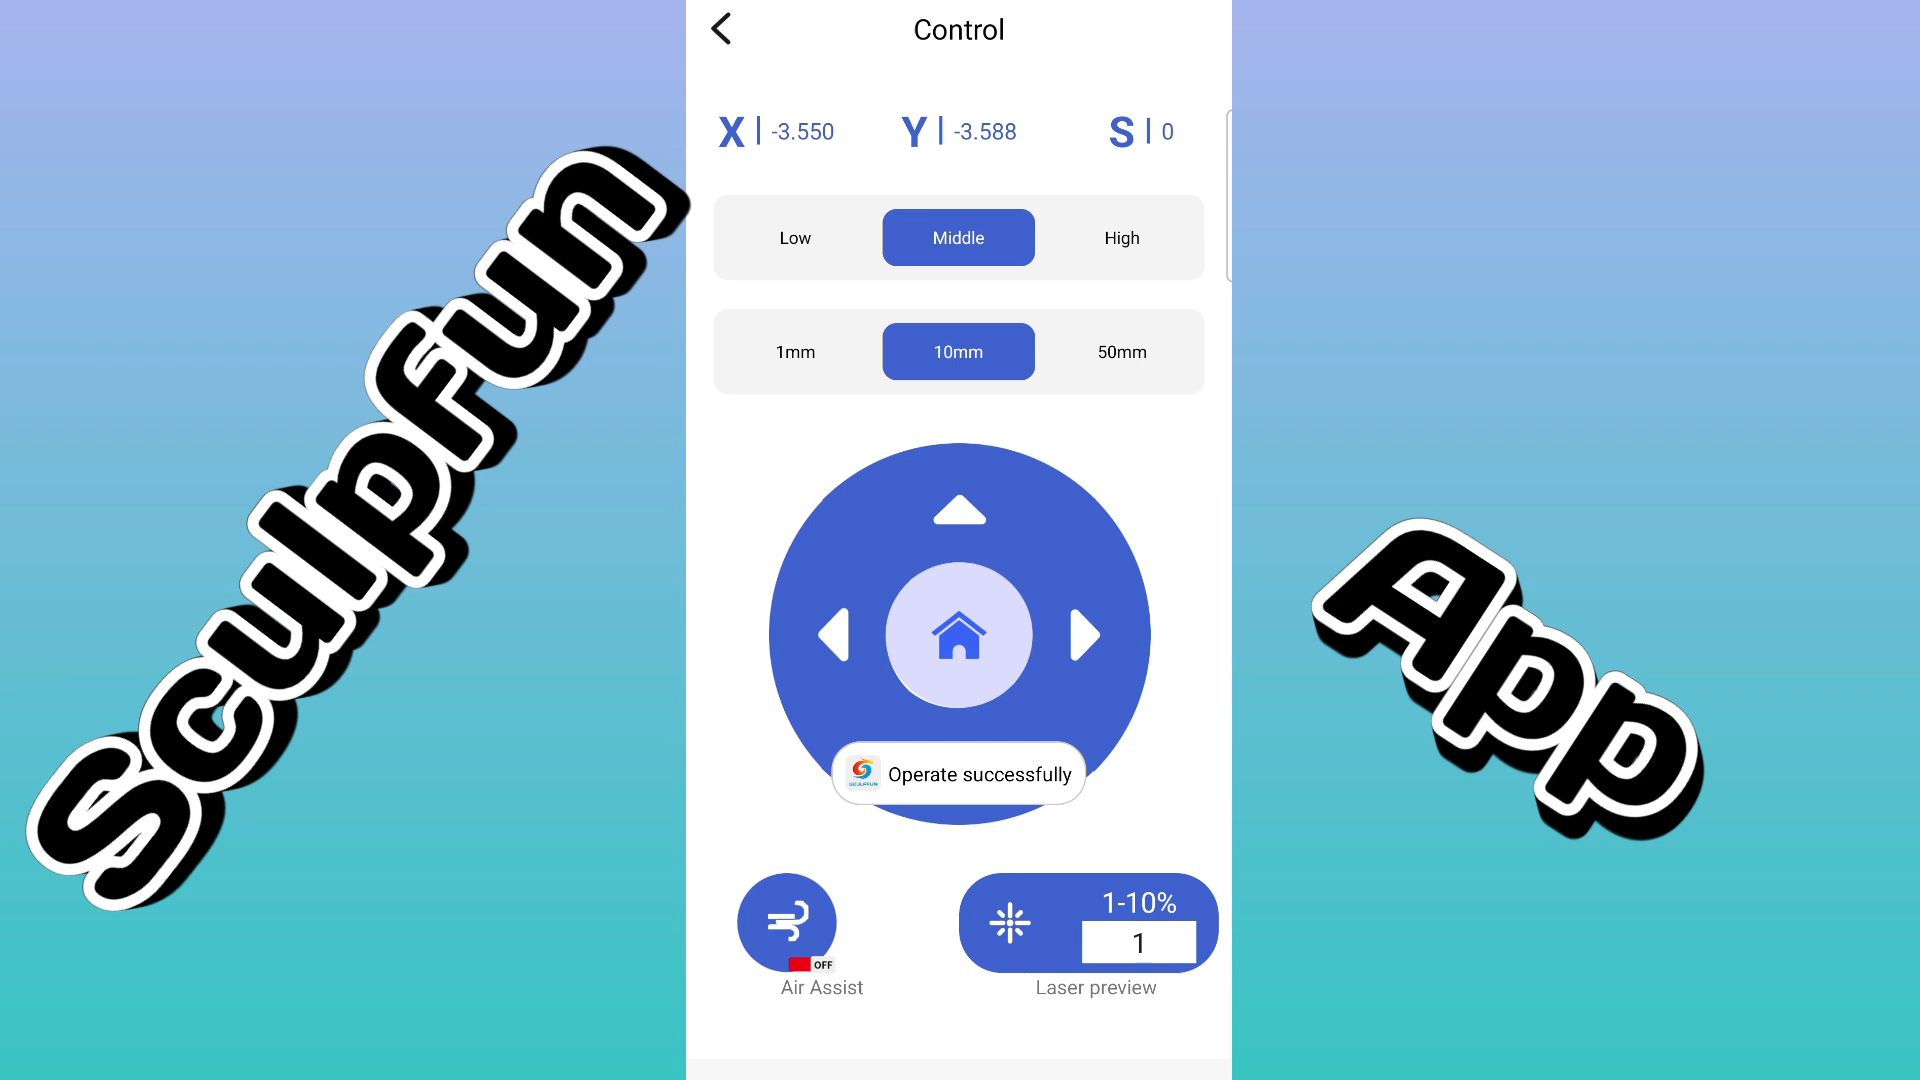 Control
X | -3.550 Y | -3.588 S | 0
Low Middle High
1mm 10mm 50mm
Sculpfun
App
SCULPFUN Operate successfully
1-10%
1
OFF
Air Assist Laser preview